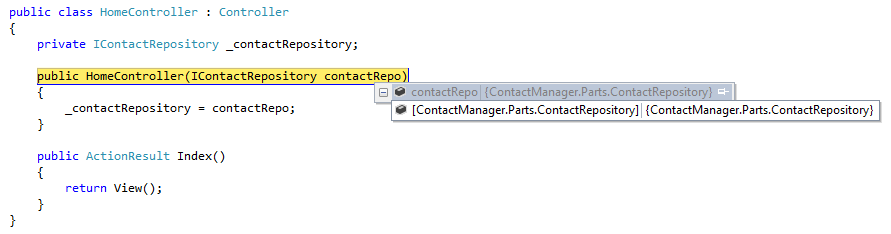 public class HomeController : Controller
{
    private IContactRepository _contactRepository;
    public HomeController(IContactRepository contactRepo)
    {
contactRepo {ContactManager.Parts.ContactRepository}
        _contactRepository = contactRepo;
[ContactManager.Parts.ContactRepository] {ContactManager.Parts.ContactRepository}
    }
    public ActionResult Index()
    {
        return View();
    }
}